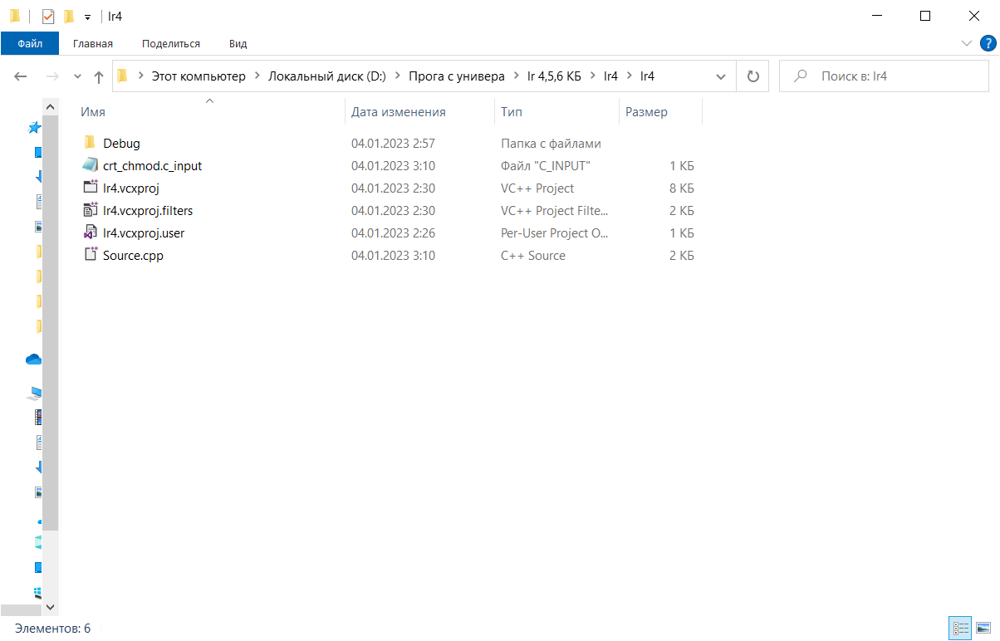 lr4
Файл Главная Поделиться Вид ?
Этот компьютер Локальный диск (D:) Прога с универа lr 4,5,6 КБ lr4 lr4 Поиск в: lr4
Имя Дата изменения Тип Размер
Debug 04.01.2023 2:57 Папка с файлами
crt_chmod.c_input 04.01.2023 3:10 Файл "C_INPUT" 1 КБ
lr4.vcxproj 04.01.2023 2:30 VC++ Project 8 КБ
lr4.vcxproj.filters 04.01.2023 2:30 VC++ Project Filte... 2 КБ
lr4.vcxproj.user 04.01.2023 2:26 Per-User Project O... 1 КБ
Source.cpp 04.01.2023 3:10 C++ Source 2 КБ
Элементов: 6